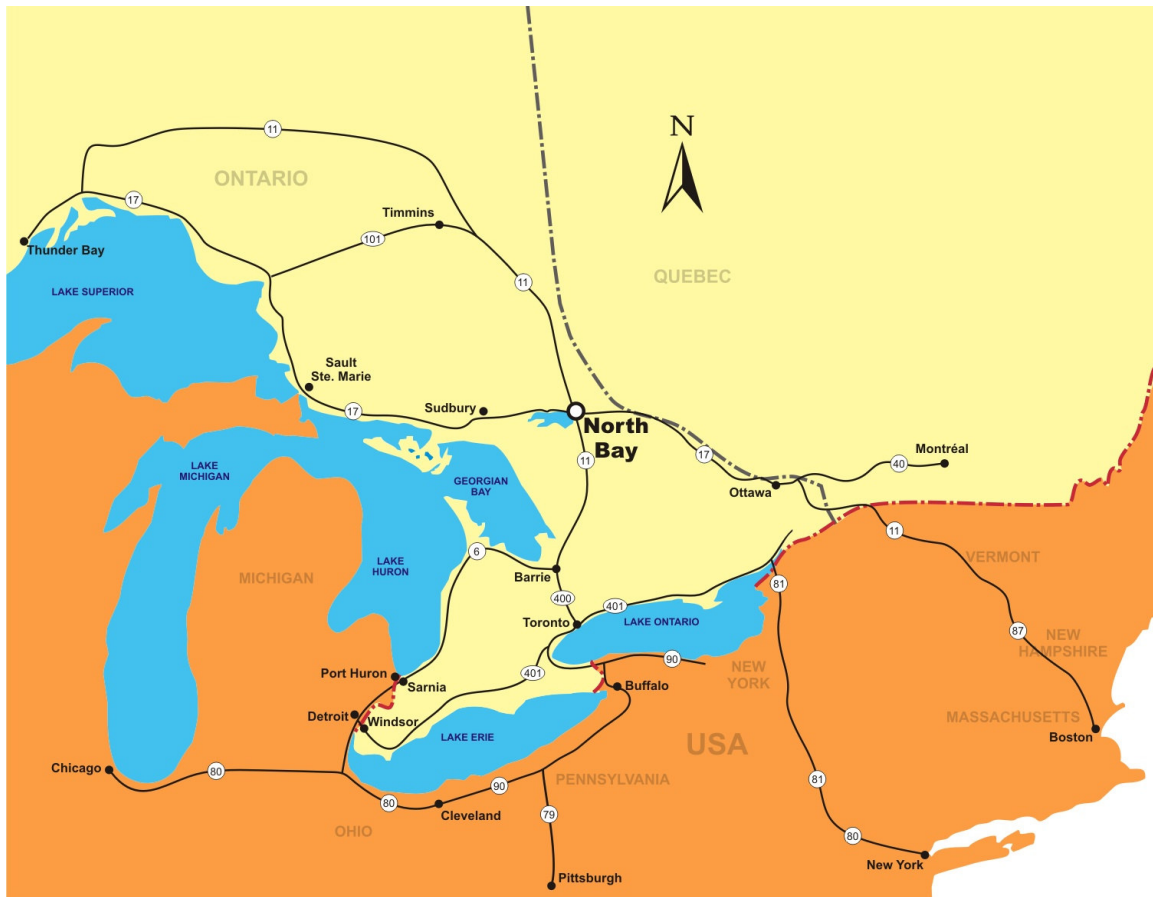 11
N
ONTARIO
17
Timmins
101
Thunder Bay
QUEBEC
11
LAKE SUPERIOR
Sault
Ste. Marie
17
Sudbury
North
Bay
11
17
Montréal
40
Ottawa
LAKE
MICHIGAN
GEORGIAN
BAY
11
6
VERMONT
LAKE
HURON
MICHIGAN
Barrie
81
400
401
Toronto
LAKE ONTARIO
87
NEW
HAMPSHIRE
90
NEW
YORK
401
Port Huron
Sarnia
Buffalo
Detroit
Windsor
MASSACHUSETTS
Boston
LAKE ERIE
USA
Chicago
80
PENNSYLVANIA
81
90
80
Cleveland
79
OHIO
80
New York
Pittsburgh